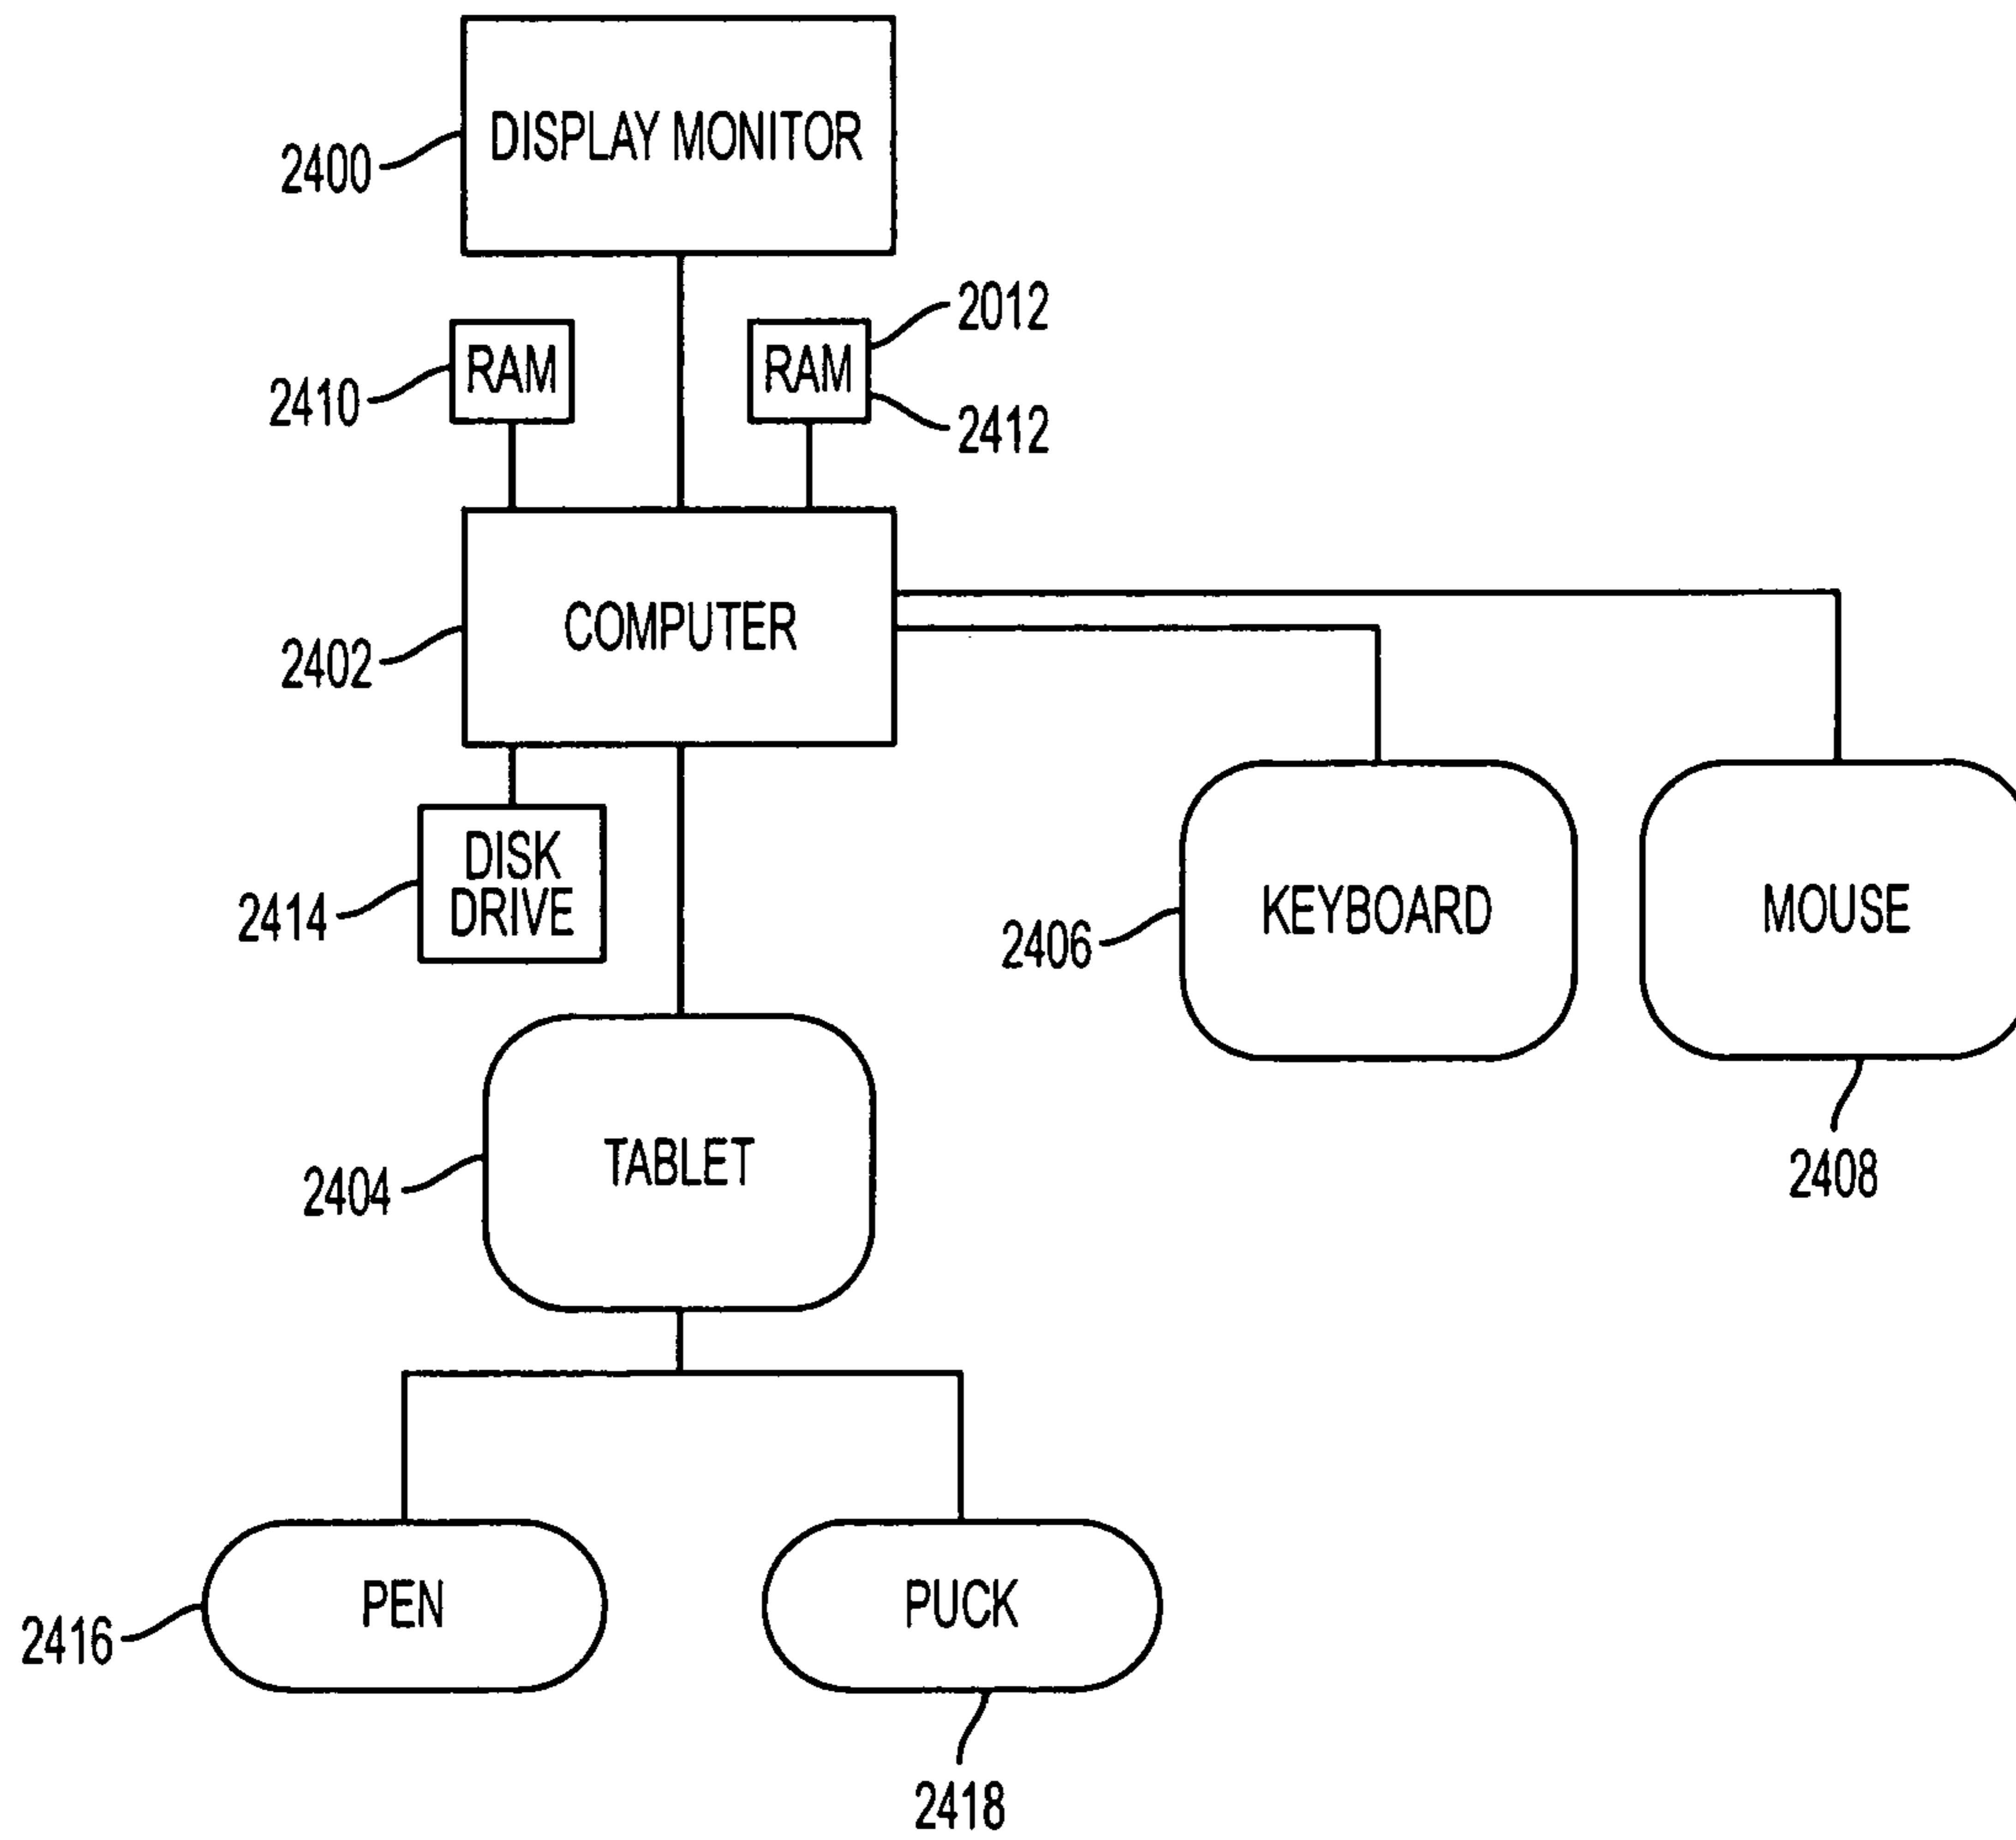 DISPLAY MONITOR
2400
2012
RAM
RAM
2410
2412
COMPUTER
2402
DISK
DRIVE
2414
KEYBOARD
2406
MOUSE
2408
TABLET
2404
PEN
2416
PUCK
2418